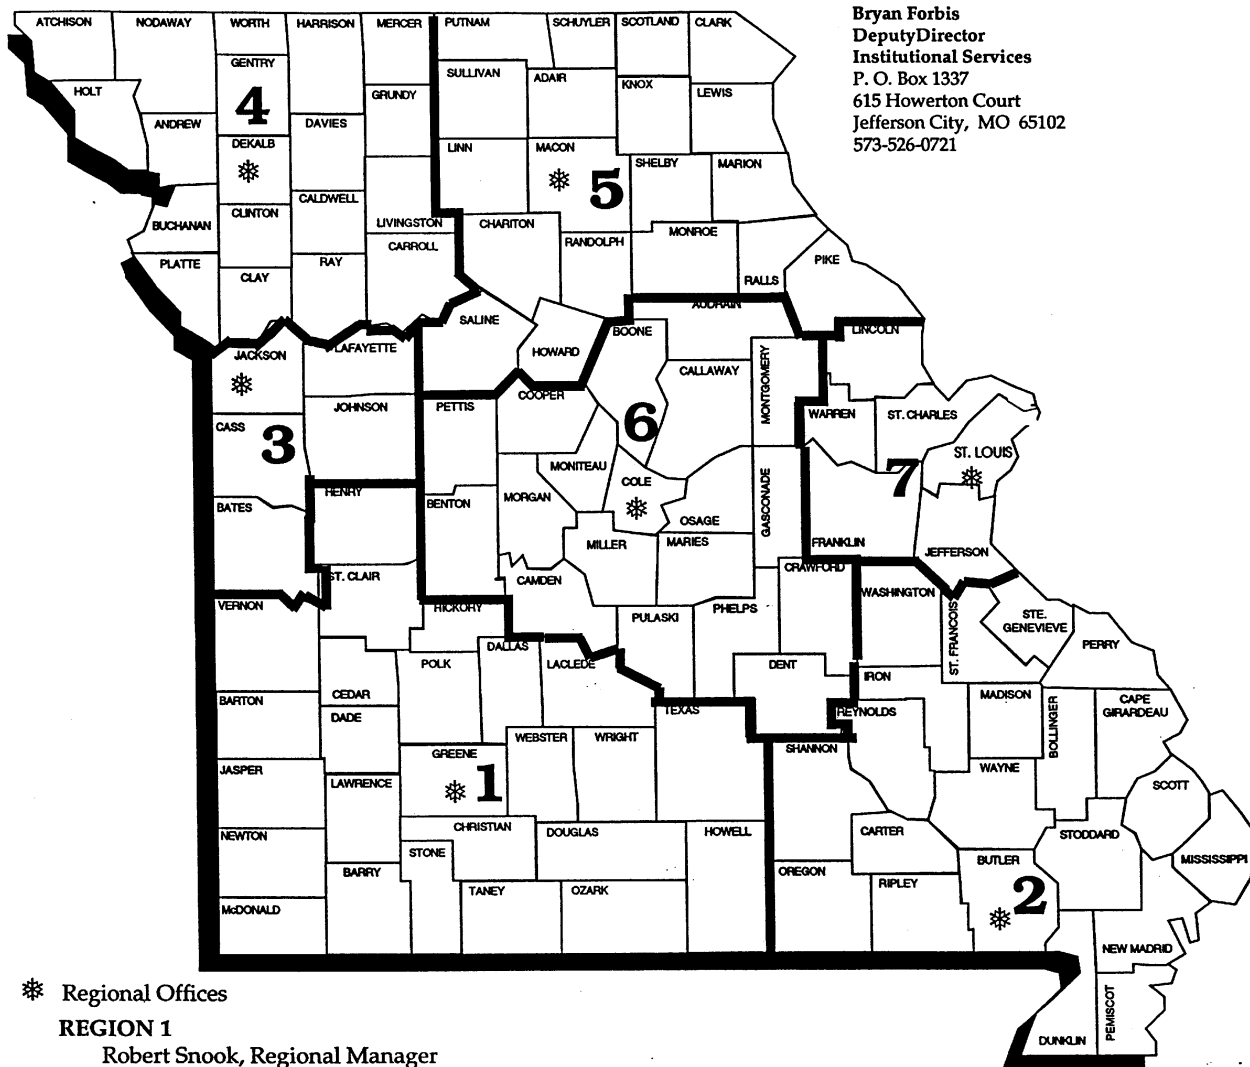 ATCHISON NODAWAY WORTH HARRISON MERCER PUTNAM SCHUYLER SCOTLAND CLARK
Bryan Forbis
DeputyDirector
Institutional Services
P. O. Box 1337
615 Howerton Court
Jefferson City, MO 65102
573-526-0721
GENTRY
SULLIVAN ADAIR KNOX LEWIS
HOLT 4 GRUNDY
ANDREW DAVIES
DEKALB LINN MACON SHELBY MARION
5
CALDWELL
BUCHANAN CLINTON LIVINGSTON CHARITON MONROE
CARROLL RANDOLPH
PLATTE CLAY RAY RALLS PIKE
AUDRAIN
SALINE BOONE LINCOLN
JACKSON LAFAYETTE HOWARD
CALLAWAY MONTGOMERY
COOPER
JOHNSON PETTIS WARREN ST. CHARLES
CASS 3 6
ST. LOUIS
MONITEAU 7
COLE
HENRY MORGAN GASCONADE
BATES BENTON OSAGE
MILLER MARIES FRANKLIN JEFFERSON
CRAWFORD
ST. CLAIR CAMDEN
WASHINGTON
VERNON HICKORY PULASKI PHELPS ST. FRANCOIS STE.
GENEVIEVE
DALLAS PERRY
POLK LACLEDE DENT
IRON
CEDAR MADISON CAPE
GIRARDEAU
BARTON TEXAS REYNOLDS BOLLINGER
DADE
WEBSTER WRIGHT
GREENE SHANNON
JASPER WAYNE
LAWRENCE 1 SCOTT
CHRISTIAN DOUGLAS HOWELL CARTER STODDARD
NEWTON
STONE BUTLER MISSISSIPPI
BARRY OREGON
TANEY OZARK RIPLEY 2
McDONALD
NEW MADRID
PEMISCOT
DUNKLIN
Regional Offices
REGION 1
Robert Snook, Regional Manager